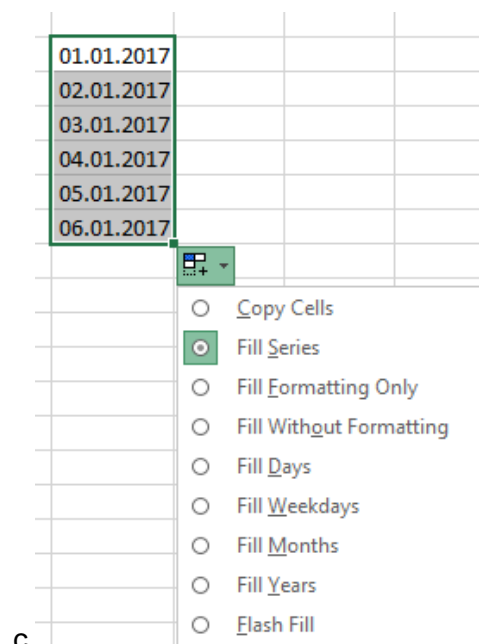 01.01.2017
02.01.2017
03.01.2017
04.01.2017
05.01.2017
06.01.2017
Copy Cells
Fill Series
Fill Formatting Only
Fill Without Formatting
Fill Days
Fill Weekdays
Fill Months
Fill Years
Flash Fill
c